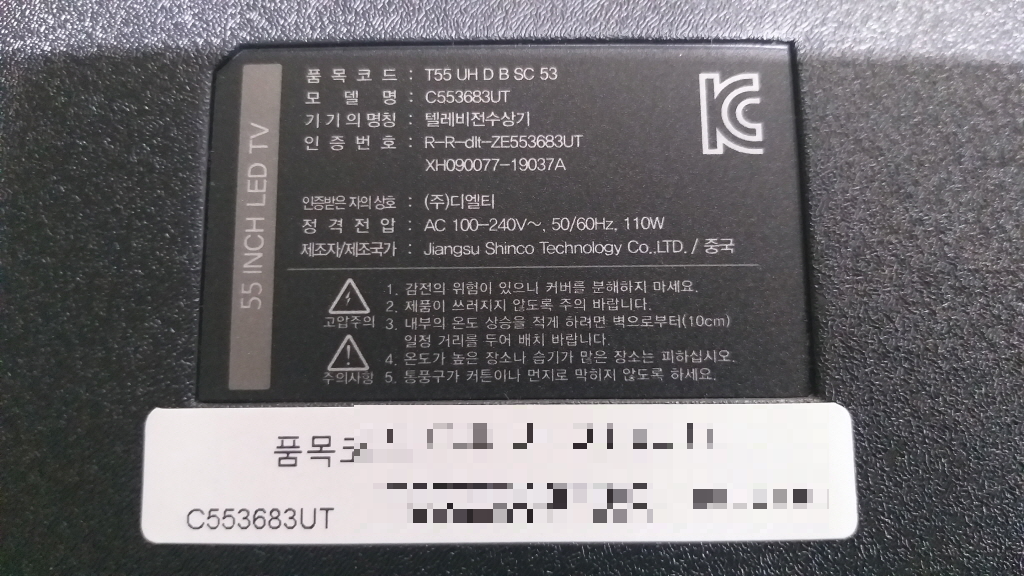 55 INCH LED TV
품 목 코 드 : T55 UH D B SC 53
모 델 명 : C553683UT
기 기 의 명칭 : 텔레비전수상기
인 증 번 호 : R-R-dlt-ZE553683UT
XH090077-19037A
인증받은 자의 상호 : (주)디엘티
정 격 전 압 : AC 100-240V~, 50/60Hz, 110W
제조자/제조국가 : Jiangsu Shinco Technology Co.,LTD. / 중국
고압주의
주의사항
1. 감전의 위험이 있으니 커버를 분해하지 마세요.
2. 제품이 쓰러지지 않도록 주의 바랍니다.
3. 내부의 온도 상승을 적게 하려면 벽으로부터(10cm)
일정 거리를 두어 배치 바랍니다.
4. 온도가 높은 장소나 습기가 많은 장소는 피하십시오.
5. 통풍구가 커튼이나 먼지로 막히지 않도록 하세요.
품목
C553683UT